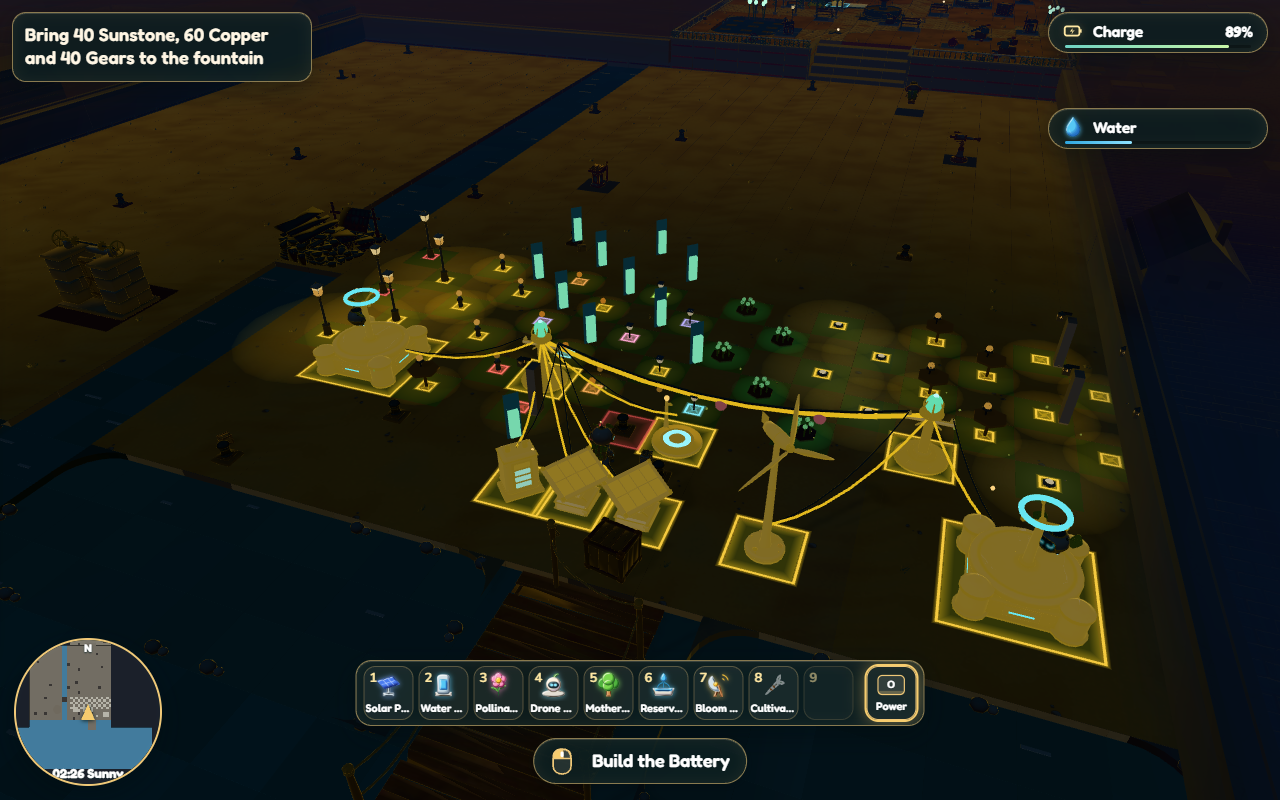 Bring 40 Sunstone, 60 Copper
and 40 Gears to the fountain
Charge 89%
Water
N
02:26 Sunny
1 2 3 4 5 6 7 8 9 0
Solar P... Water ... Pollina... Drone ... Mother... Reserv... Bloom ... Cultiva... Power
Build the Battery